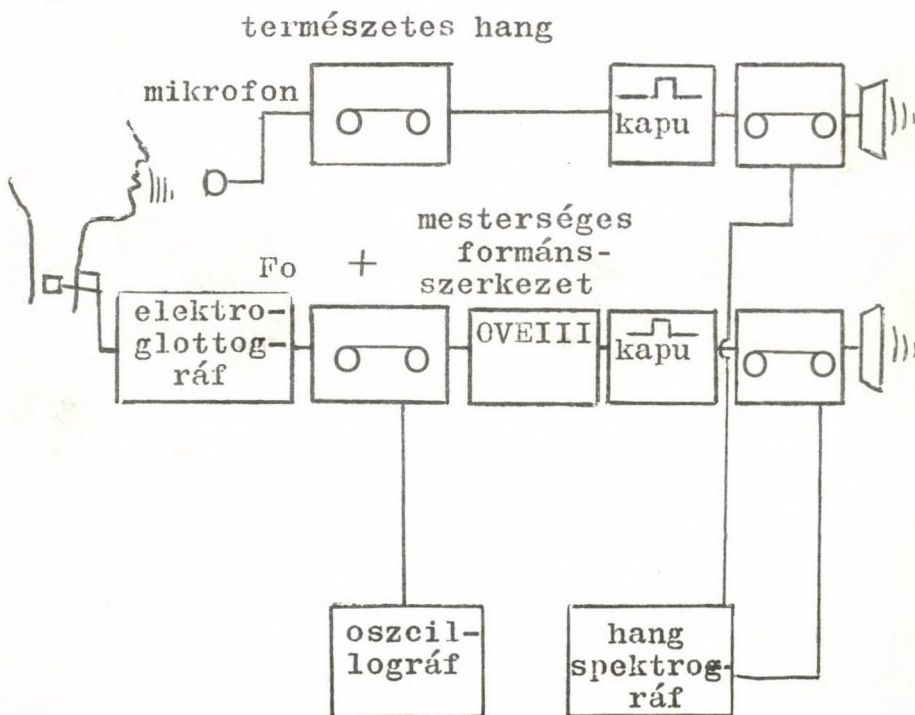 természetes hang
mikrofon
kapu
Fo + mesterséges
formáns-
szerkezet
elektro-
glottog-
ráf
OVEIII
kapu
oszcil-
lográf
hang
spektrog-
ráf